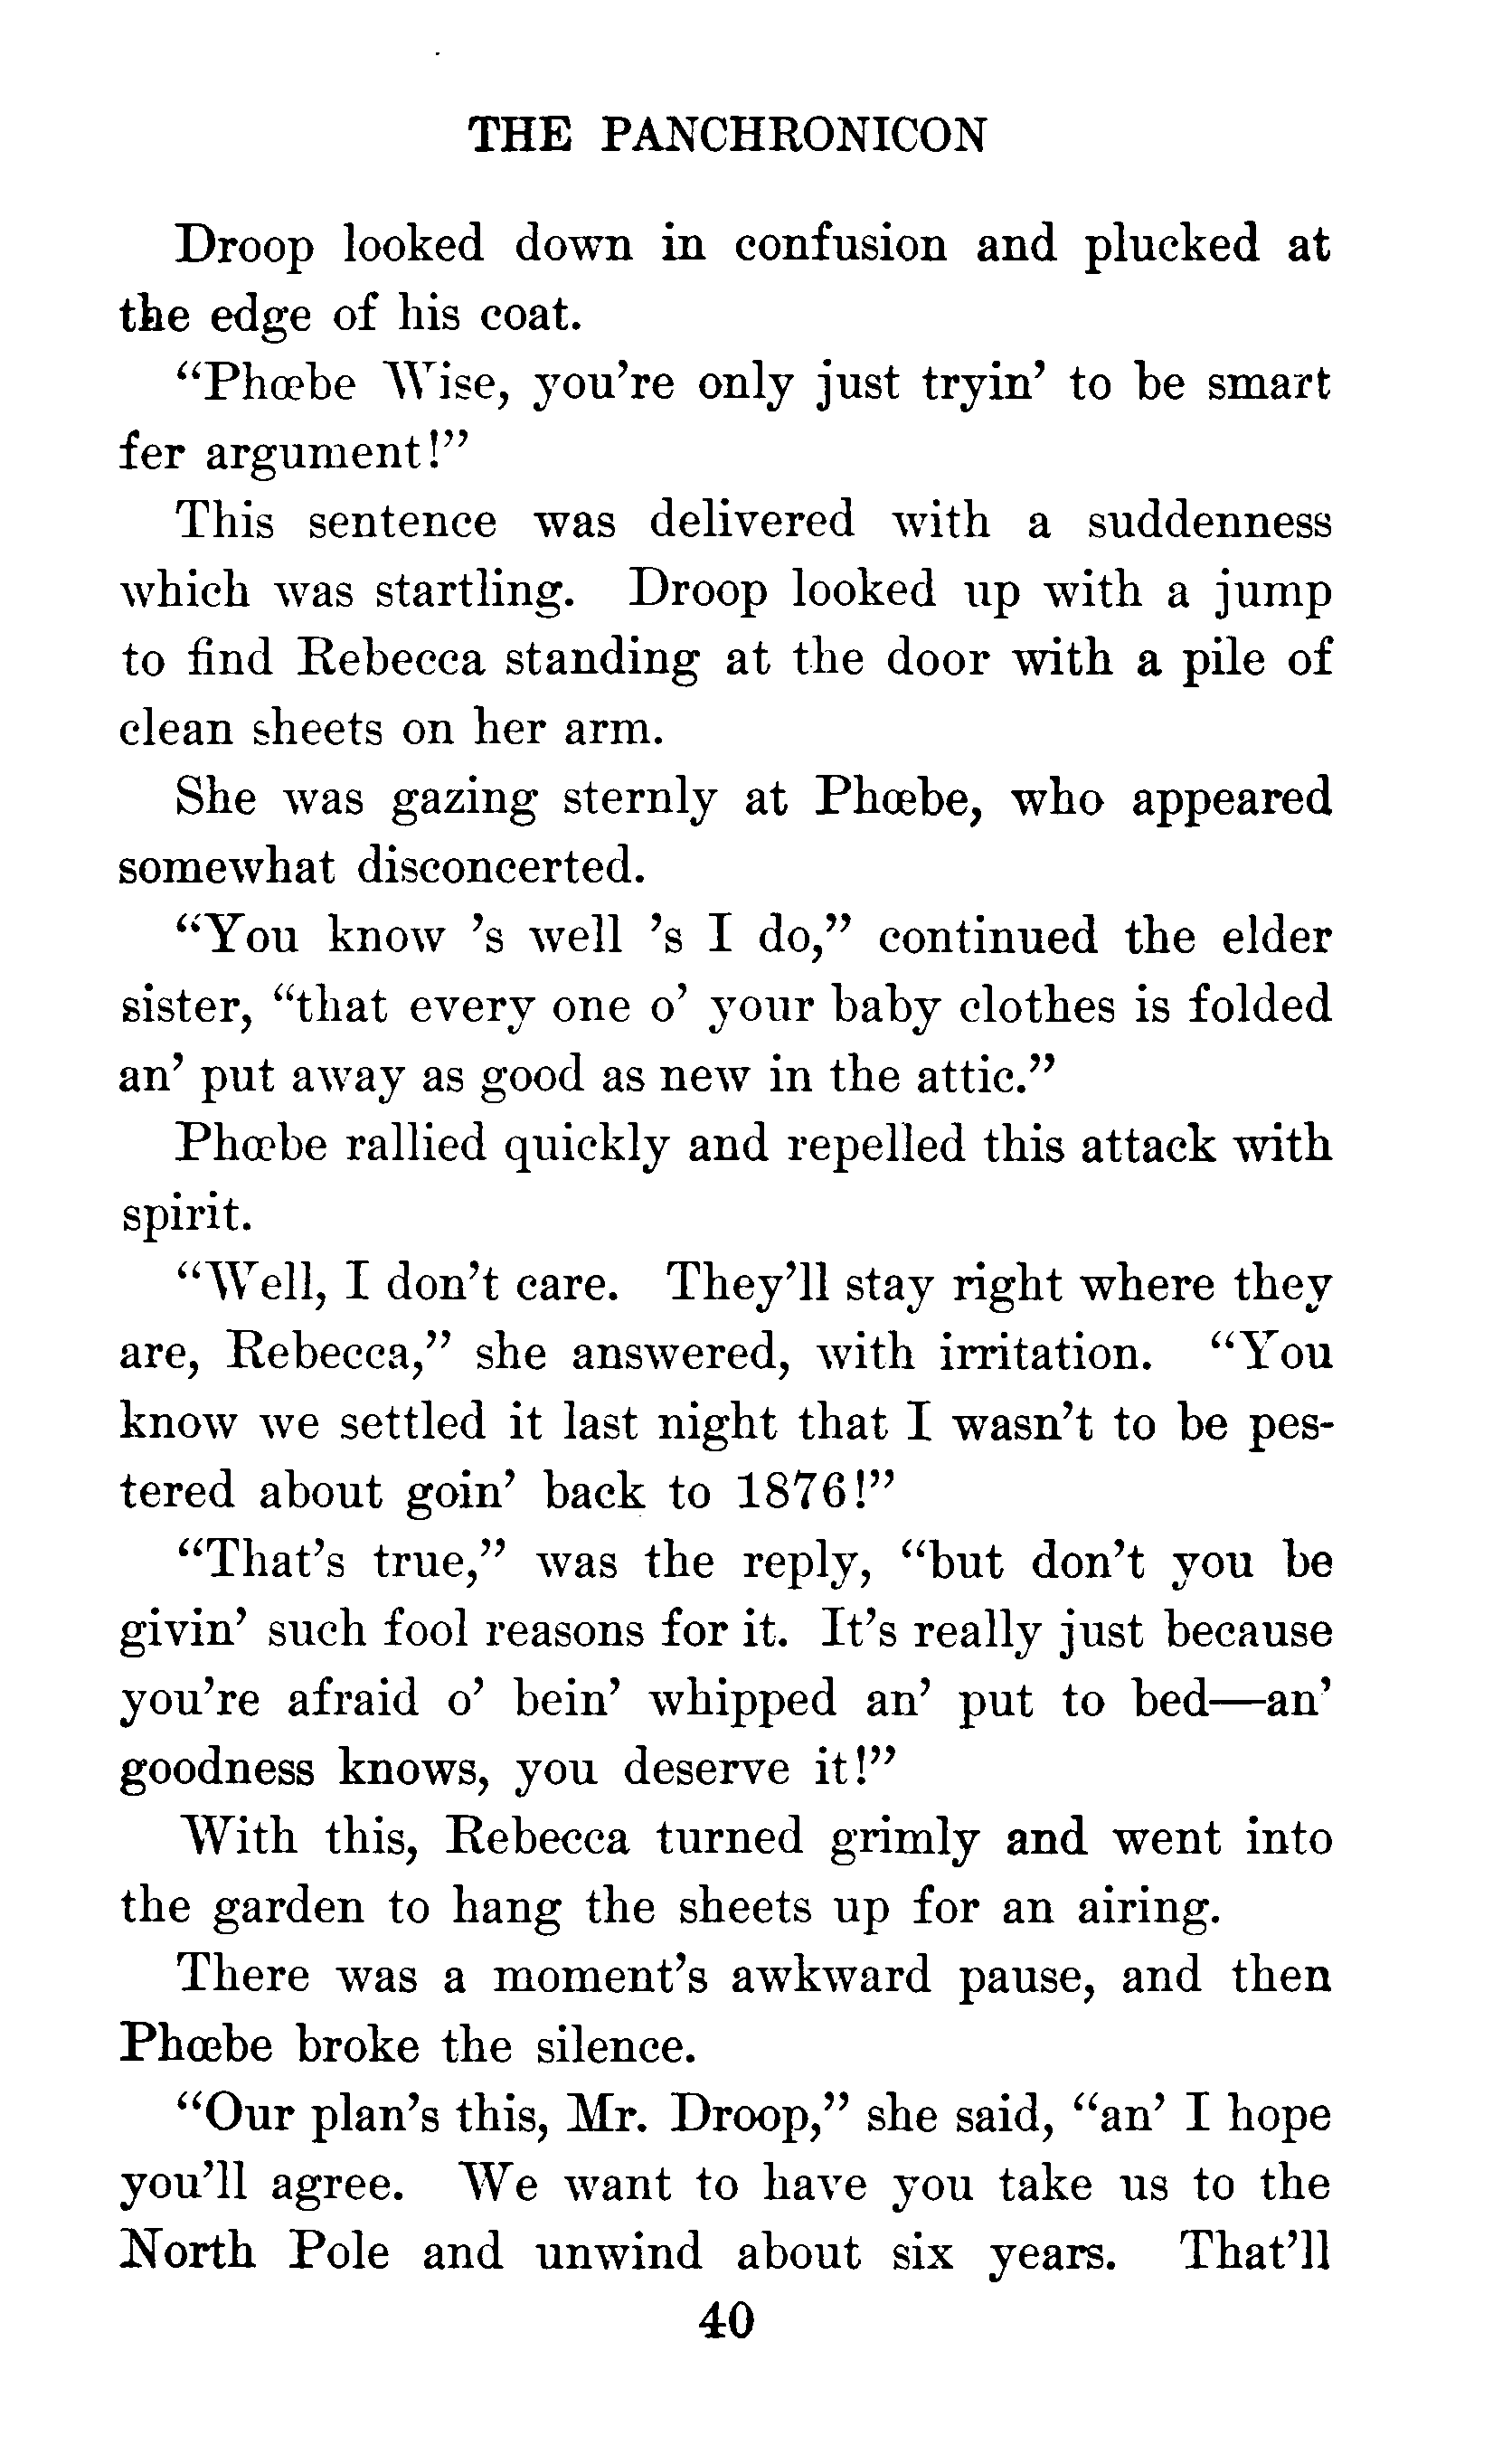 THE PANCHRONICON
Droop looked down in confusion and plucked at
the edge of his coat.
“Phœbe Wise, you’re only just tryin’ to be smart
fer argument!”
This sentence was delivered with a suddenness
which was startling. Droop looked up with a jump
to find Rebecca standing at the door with a pile of
clean sheets on her arm.
She was gazing sternly at Phœbe, who appeared
somewhat disconcerted.
“You know ’s well ’s I do,” continued the elder
sister, “that every one o’ your baby clothes is folded
an’ put away as good as new in the attic.”
Phœbe rallied quickly and repelled this attack with
spirit.
“Well, I don’t care. They’ll stay right where they
are, Rebecca,” she answered, with irritation. “You
know we settled it last night that I wasn’t to be pes-
tered about goin’ back to 1876!”
“That’s true,” was the reply, “but don’t you be
givin’ such fool reasons for it. It’s really just because
you’re afraid o’ bein’ whipped an’ put to bed—an’
goodness knows, you deserve it!”
With this, Rebecca turned grimly and went into
the garden to hang the sheets up for an airing.
There was a moment’s awkward pause, and then
Phœbe broke the silence.
“Our plan’s this, Mr. Droop,” she said, “an’ I hope
you’ll agree. We want to have you take us to the
North Pole and unwind about six years. That’ll
40